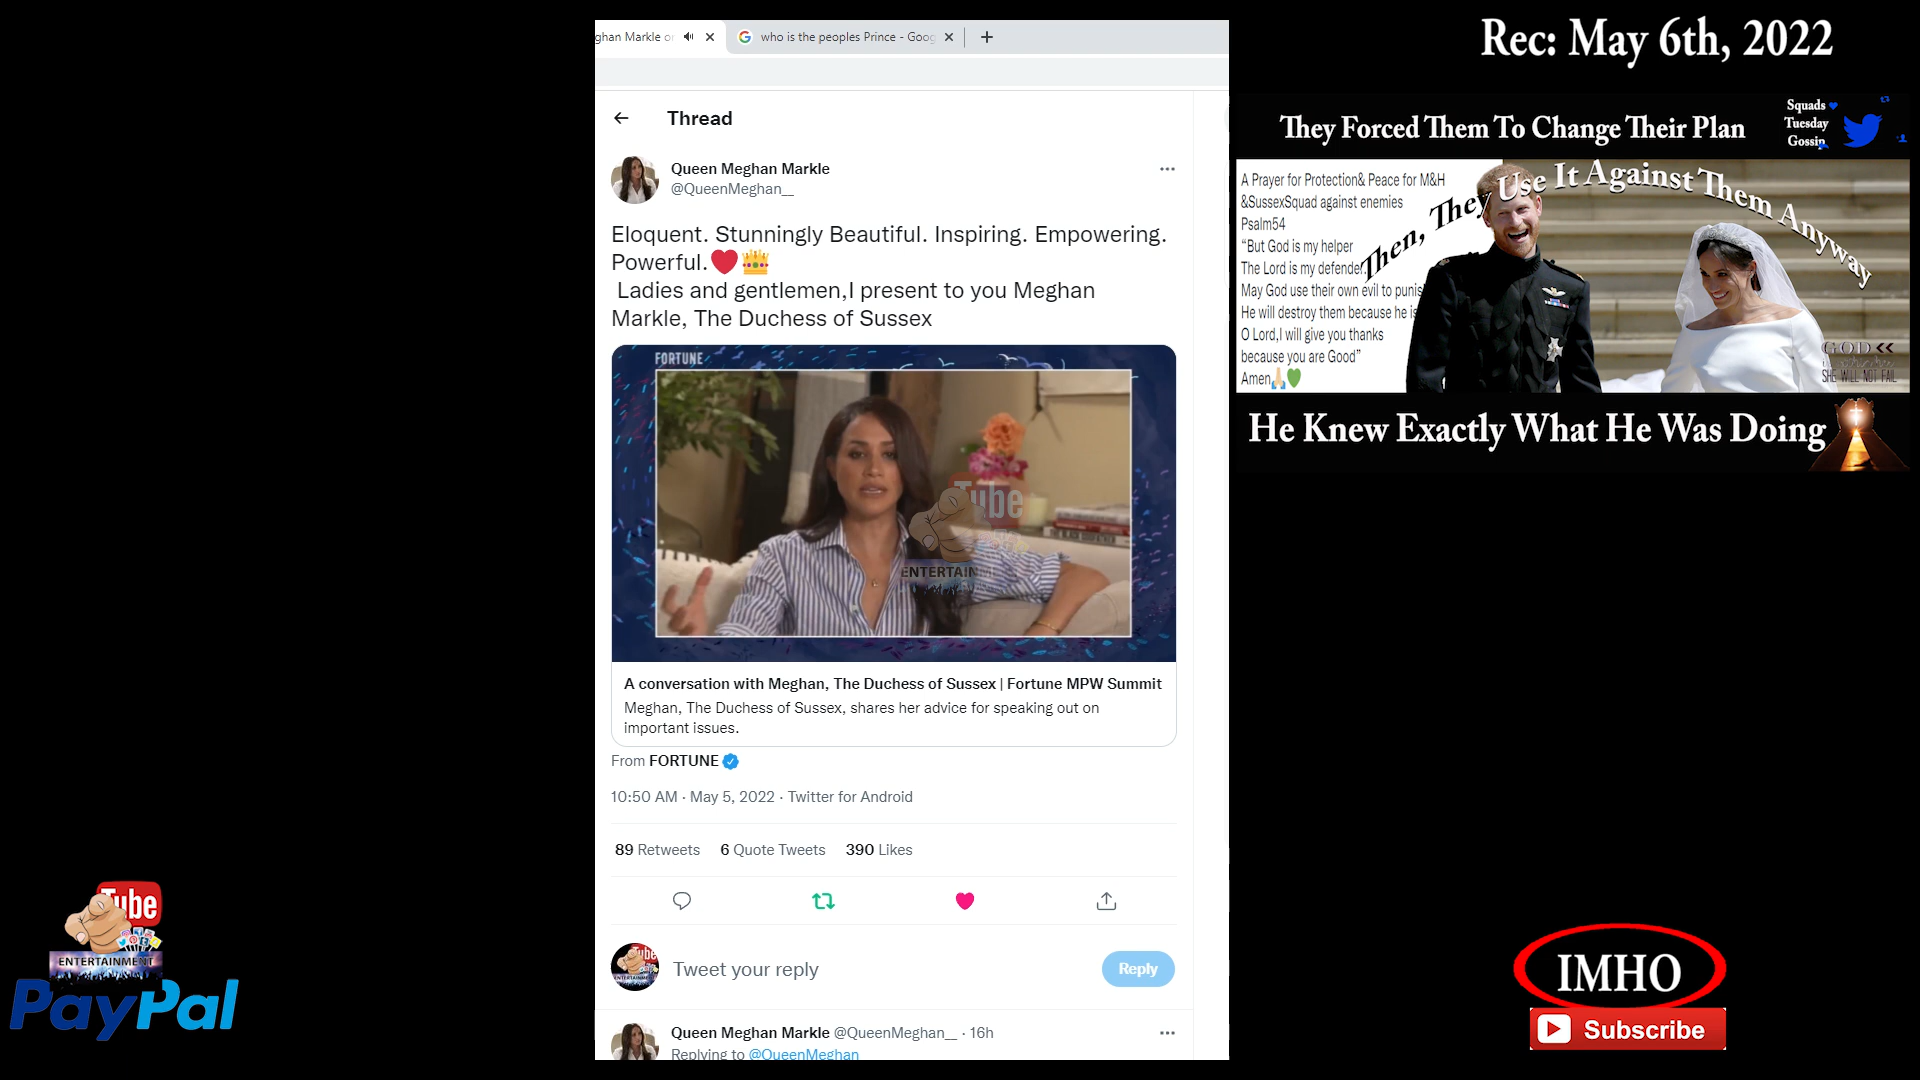 ghan Markle or
who is the peoples Prince - Goog
Thread
Queen Meghan Markle
@QueenMeghan__
Eloquent. Stunningly Beautiful. Inspiring. Empowering.
Powerful.❤👑
Ladies and gentlemen,I present to you Meghan
Markle, The Duchess of Sussex
FORTUNE
Tube
ENTERTAINM
A conversation with Meghan, The Duchess of Sussex | Fortune MPW Summit
Meghan, The Duchess of Sussex, shares her advice for speaking out on
important issues.
From FORTUNE
10:50 AM · May 5, 2022 · Twitter for Android
89 Retweets 6 Quote Tweets 390 Likes
Tweet your reply
Reply
Queen Meghan Markle @QueenMeghan__ · 16h
Replying to @QueenMeghan
Rec: May 6th, 2022
They Forced Them To Change Their Plan
Squads
Tuesday
Gossip
Then, They Use It Against Them Anyway
A Prayer for Protection& Peace for M&H
&SussexSquad against enemies
Psalm54
“But God is my helper
The Lord is my defender.
May God use their own evil to punis
He will destroy them because he is
O Lord,I will give you thanks
because you are Good”
Amen🙏💚
GOD <<
SHE WILL NOT FAIL
He Knew Exactly What He Was Doing
Tube
ENTERTAINMENT
PayPal
IMHO
Subscribe